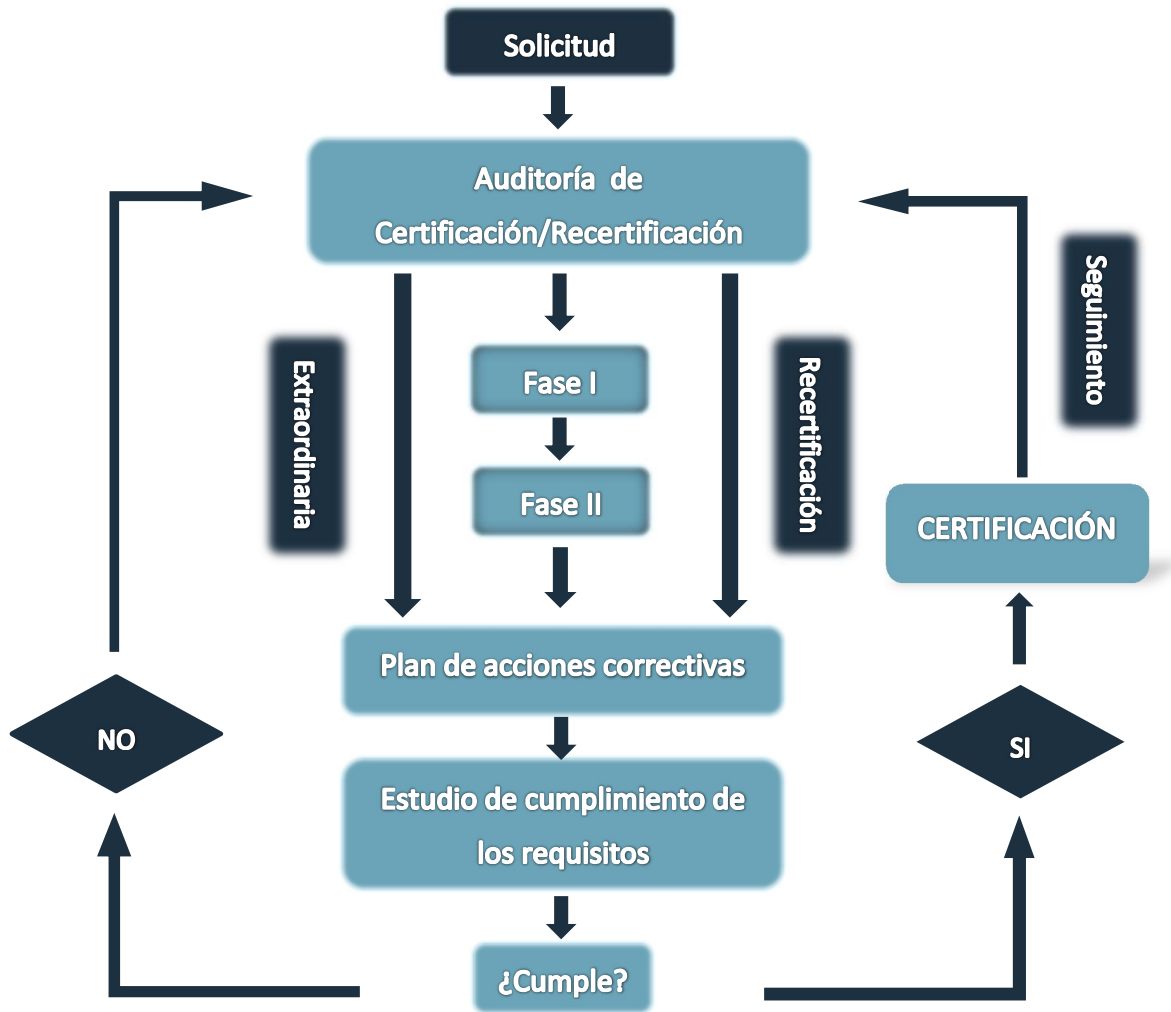 Solicitud
Auditoría de
Certificación/Recertificación
Extraordinaria
Fase I
Fase II
Recertificación
Seguimiento
CERTIFICACIÓN
Plan de acciones correctivas
NO
SI
Estudio de cumplimiento de
los requisitos
¿Cumple?